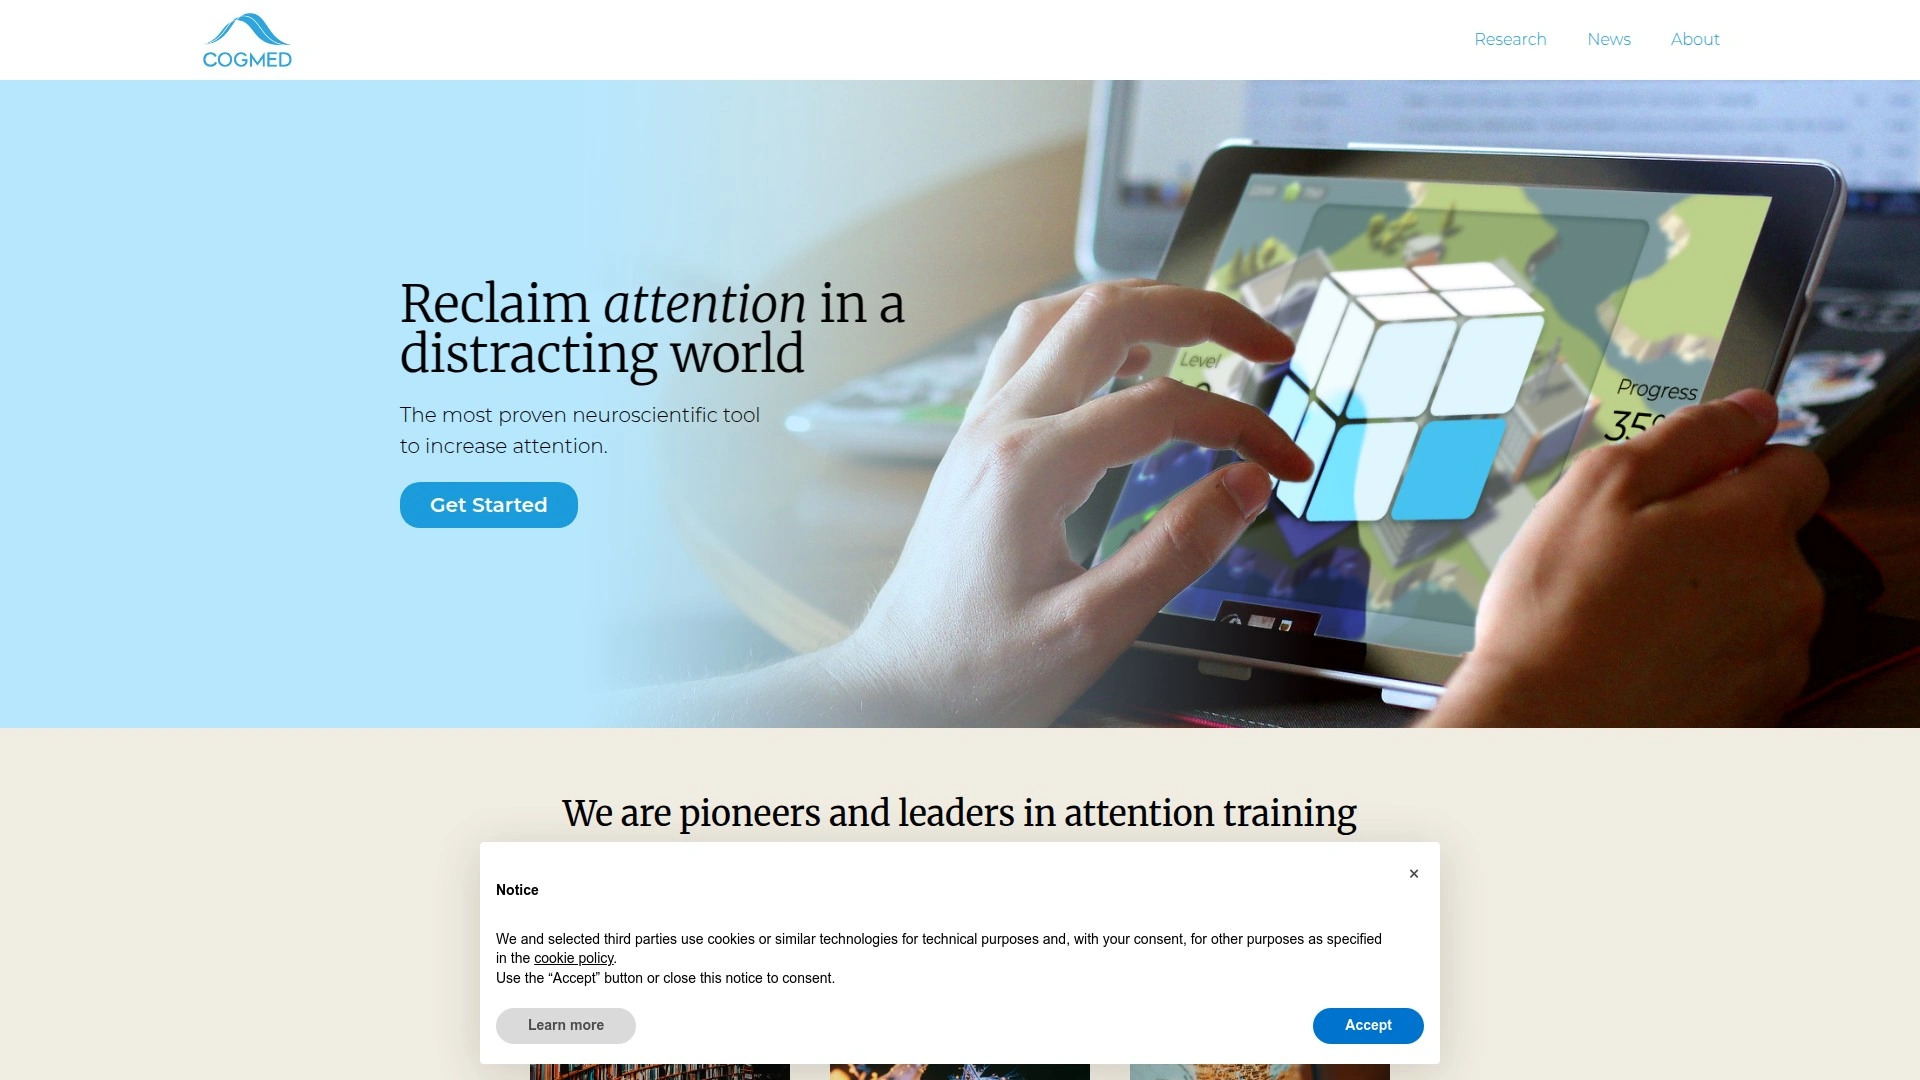 COGMED
Research
News
About
Reclaim attention in a
distracting world
The most proven neuroscientific tool
to increase attention.
Get Started
Level
Progress
We are pioneers and leaders in attention training
×
Notice
We and selected third parties use cookies or similar technologies for technical purposes and, with your consent, for other purposes as specified
in the cookie policy.
Use the “Accept” button or close this notice to consent.
Learn more
Accept